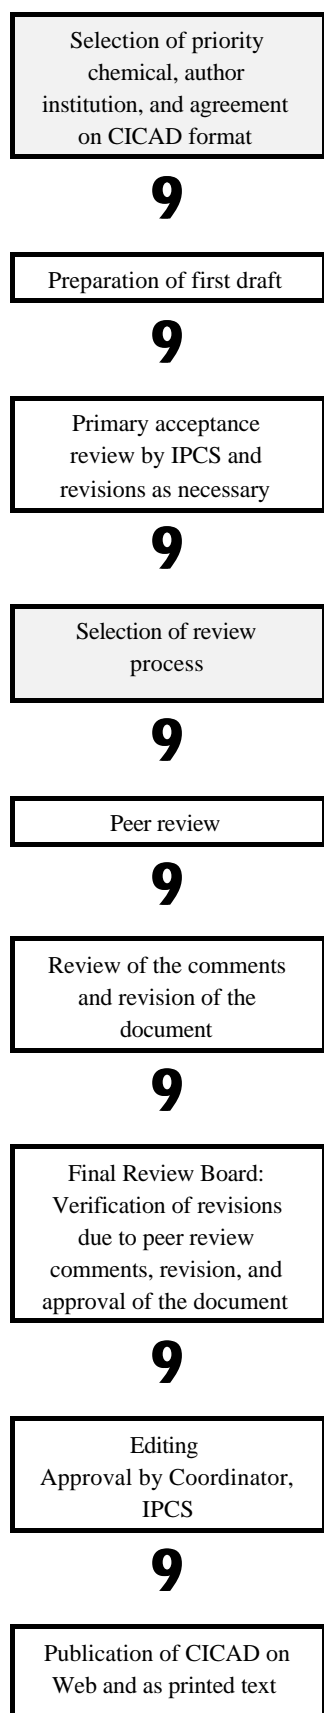 Selection of priority
chemical, author
institution, and agreement
on CICAD format
9
Preparation of first draft
9
Primary acceptance
review by IPCS and
revisions as necessary
9
Selection of review
process
9
Peer review
9
Review of the comments
and revision of the
document
9
Final Review Board:
Verification of revisions
due to peer review
comments, revision, and
approval of the document
9
Editing
Approval by Coordinator,
IPCS
9
Publication of CICAD on
Web and as printed text